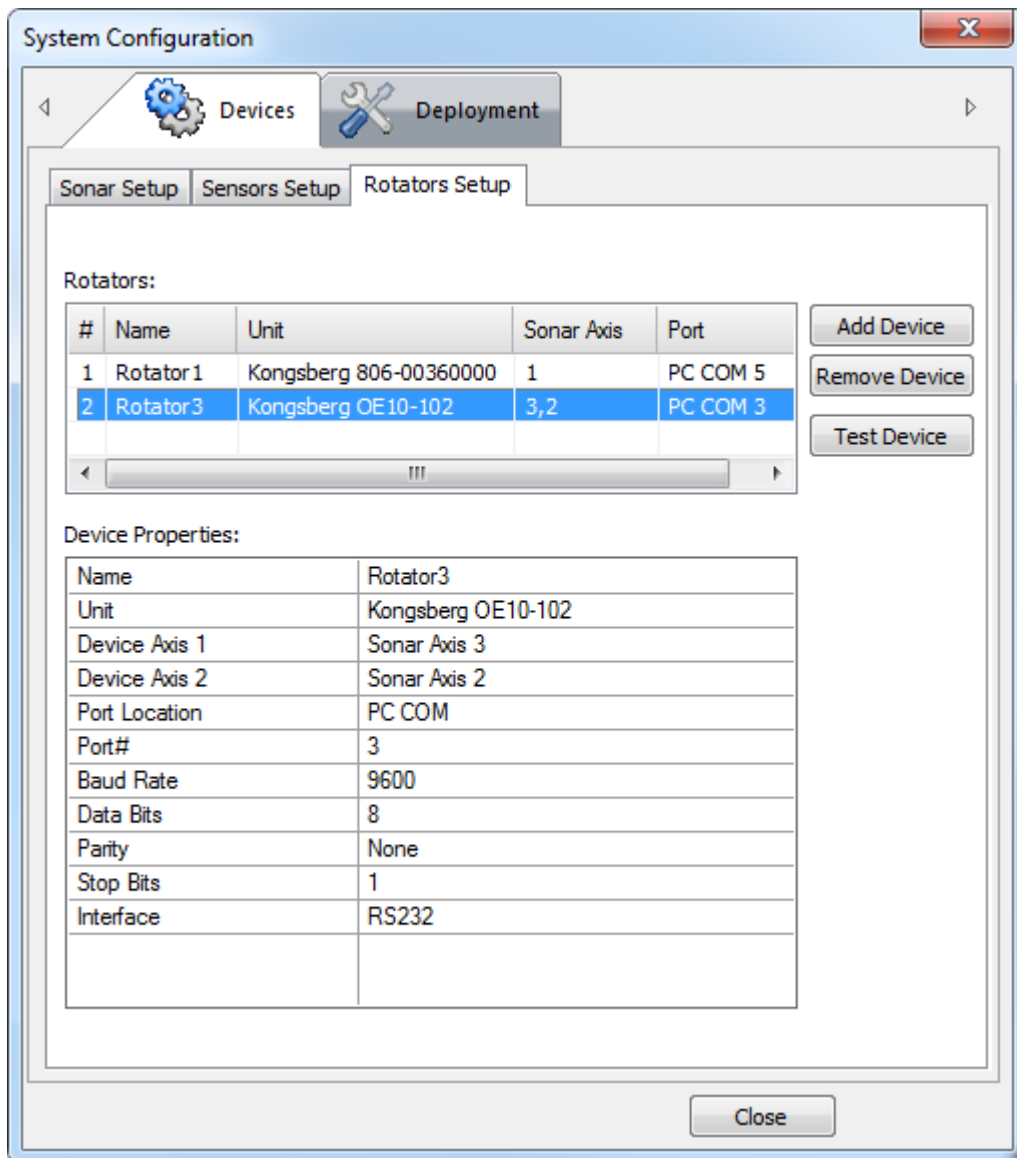 System Configuration
Devices Deployment
Sonar Setup Sensors Setup Rotators Setup
Rotators:
# Name Unit Sonar Axis Port
1 Rotator1 Kongsberg 806-00360000 1 PC COM 5
2 Rotator3 Kongsberg OE10-102 3,2 PC COM 3
Add Device
Remove Device
Test Device
Device Properties:
Name Rotator3
Unit Kongsberg OE10-102
Device Axis 1 Sonar Axis 3
Device Axis 2 Sonar Axis 2
Port Location PC COM
Port# 3
Baud Rate 9600
Data Bits 8
Parity None
Stop Bits 1
Interface RS232
Close